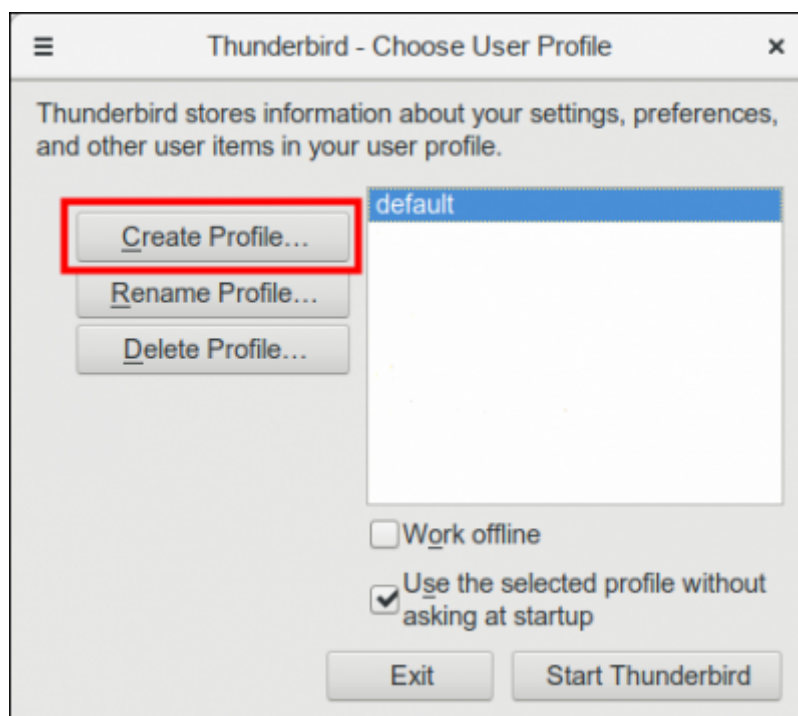 Thunderbird - Choose User Profile
Thunderbird stores information about your settings, preferences,
and other user items in your user profile.
default
Create Profile...
Rename Profile...
Delete Profile...
Work offline
Use the selected profile without
asking at startup
Exit
Start Thunderbird